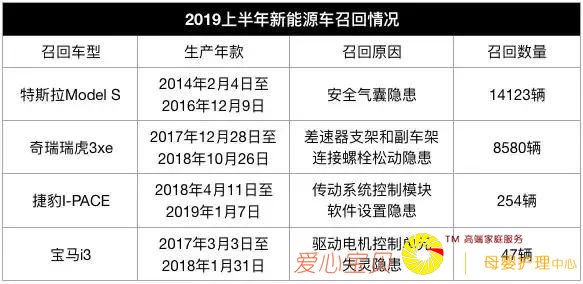 2019上半年新能源车召回情况
召回车型 生产年款 召回原因 召回数量
特斯拉Model S 2014年2月4日至 安全气囊隐患 14123辆
2016年12月9日
奇瑞瑞虎3xe 2017年12月28日至 差速器支架和副车架 8580辆
2018年10月26日 连接螺栓松动隐患
捷豹I-PACE 2018年4月11日至 传动系统控制模块 254辆
2019年1月7日 软件设置隐患
宝马i3 2017年3月3日至 驱动电机控制单元 47辆
2018年1月31日 失灵隐患
爱心宝贝
TM 高端家庭服务
母婴护理中心